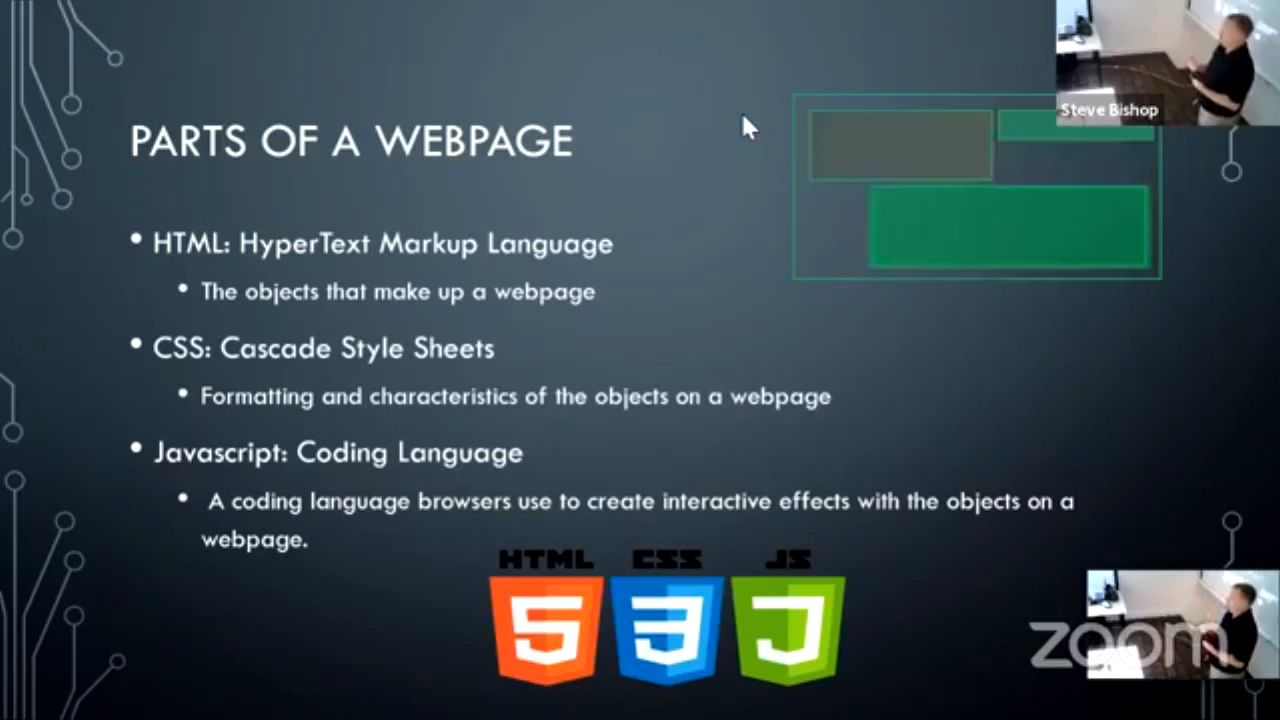 Steve Bishop
PARTS OF A WEBPAGE
• HTML: HyperText Markup Language
• The objects that make up a webpage
• CSS: Cascade Style Sheets
• Formatting and characteristics of the objects on a webpage
• Javascript: Coding Language
• A coding language browsers use to create interactive effects with the objects on a
webpage.
HTML CSS JS
5 3 J
zoom